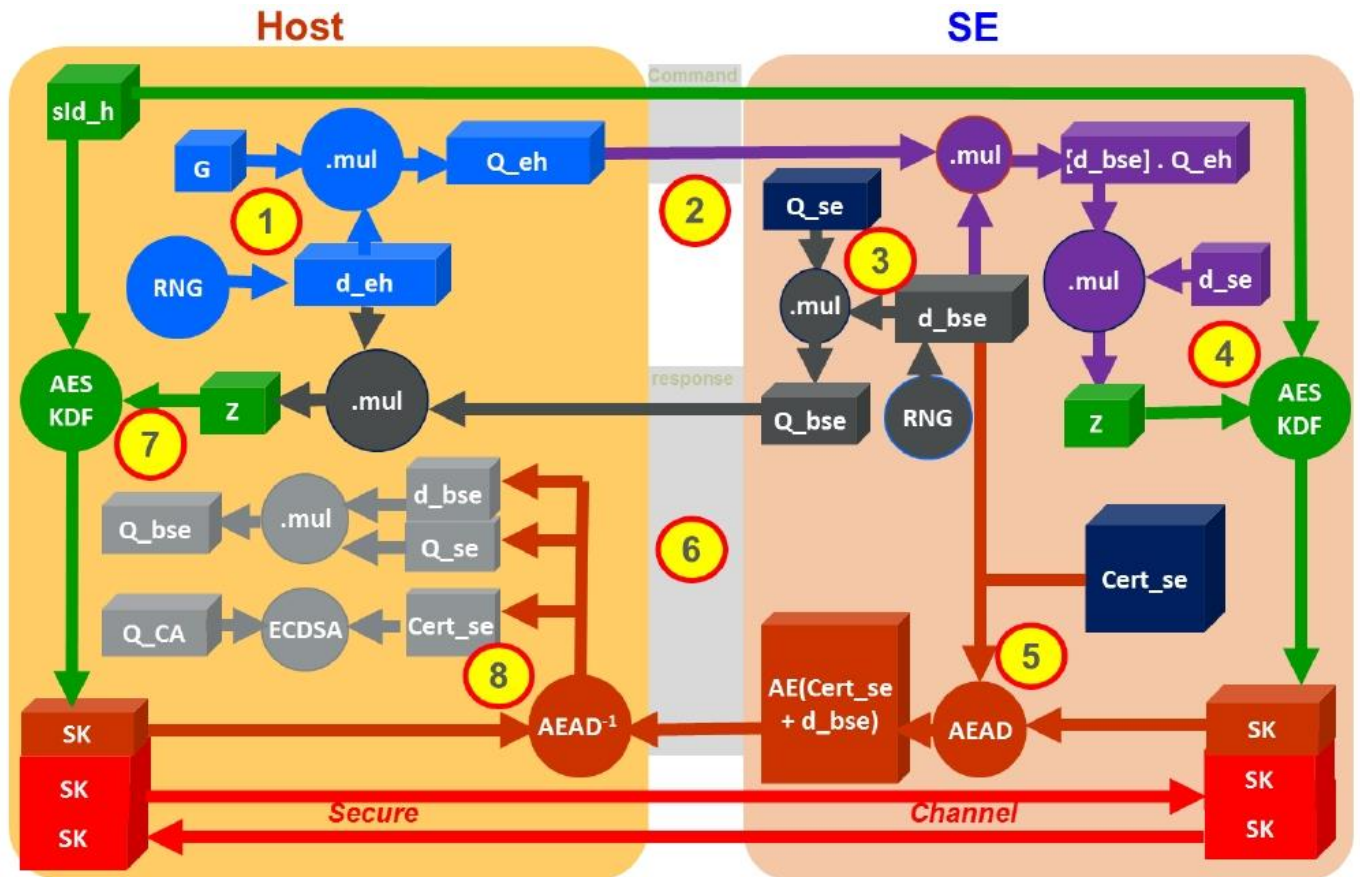 Host
SE
Command
sId_h
G
.mul
Q_eh
.mul
[d_bse] . Q_eh
1
2
Q_se
3
RNG
d_eh
.mul
d_bse
.mul
d_se
4
response
AES
KDF
Z
.mul
Q_bse
RNG
Z
AES
KDF
7
d_bse
Q_bse
.mul
Q_se
6
Cert_se
Q_CA
ECDSA
Cert_se
8
5
AE(Cert_se
+ d_bse)
SK
AEAD-1
AEAD
SK
SK
SK
Secure
Channel
SK
SK